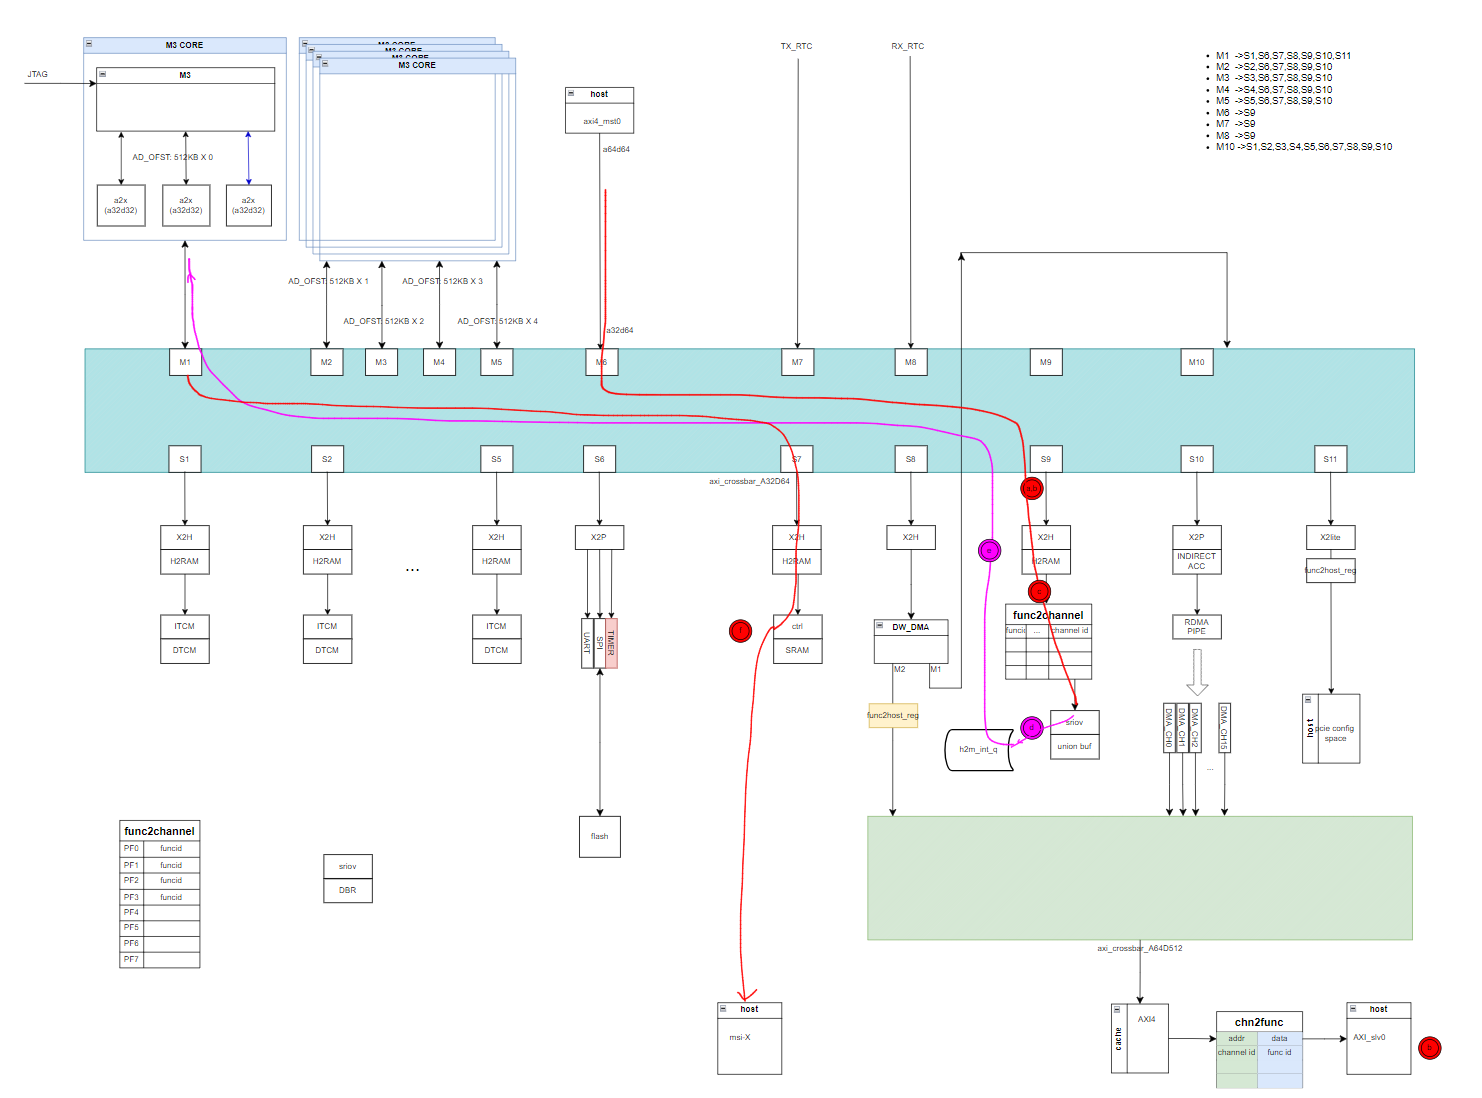 M3 CORE
M3 CORE
M3 CORE
M3 CORE
M3 CORE
TX_RTC
RX_RTC
M1 ->S1,S6,S7,S8,S9,S10,S11
M2 ->S2,S6,S7,S8,S9,S10
M3 ->S3,S6,S7,S8,S9,S10
M4 ->S4,S6,S7,S8,S9,S10
M5 ->S5,S6,S7,S8,S9,S10
M6 ->S9
M7 ->S9
M8 ->S9
M10 ->S1,S2,S3,S4,S5,S6,S7,S8,S9,S10
JTAG
M3
host
axi4_mst0
a64d64
AD_OFST: 512KB X 0
a2x
(a32d32)
a2x
(a32d32)
a2x
(a32d32)
AD_OFST: 512KB X 1
AD_OFST: 512KB X 3
AD_OFST: 512KB X 2
AD_OFST: 512KB X 4
a32d64
M1
M2
M3
M4
M5
M6
M7
M8
M9
M10
S1
S2
S5
S6
S7
S8
S9
S10
S11
axi_crossbar_A32D64
X2H
H2RAM
X2H
H2RAM
...
X2H
H2RAM
X2P
X2H
H2RAM
X2H
X2H
H2RAM
X2P
INDIRECT
ACC
X2lite
func2host_reg
e
c
ITCM
DTCM
ITCM
DTCM
ITCM
DTCM
UART
SPI
TIMER
f
ctrl
SRAM
DW_DMA
M2
M1
func2channel
funcid
...
channel id
RDMA
PIPE
func2host_reg
h2m_int_q
d
sriov
union buf
DMA_CH0
DMA_CH1
DMA_CH2
DMA_CH15
...
host
pcie config
space
flash
func2channel
PF0 funcid
PF1 funcid
PF2 funcid
PF3 funcid
PF4
PF5
PF6
PF7
sriov
DBR
axi_crossbar_A64D512
host
msi-X
cache
AXI4
chn2func
addr data
channel id func id
host
AXI_slv0
b